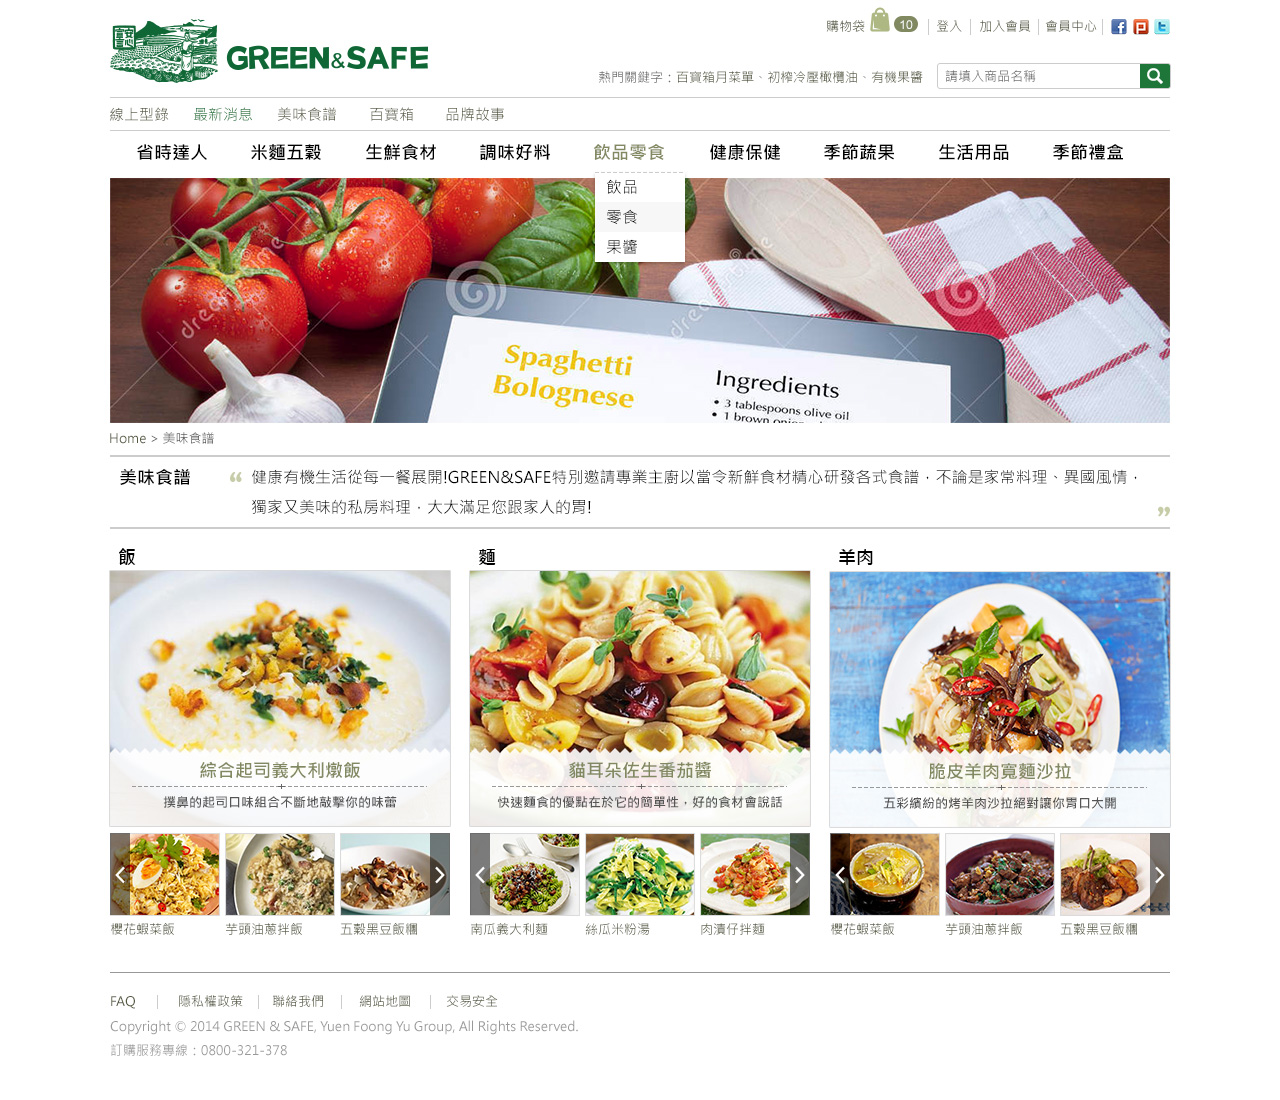 購物袋 10 登入 加入會員 會員中心
GREEN&SAFE
熱門關鍵字：百寶箱月菜單、初榨冷壓橄欖油、有機果醬
請填入商品名稱
線上型錄 最新消息 美味食譜 百寶箱 品牌故事
省時達人 米麵五穀 生鮮食材 調味好料 飲品零食 健康保健 季節蔬果 生活用品 季節禮盒
飲品
零食
果醬
Spaghetti
Bolognese
Ingredients
• 3 tablespoons olive oil
• 1 brown onion
Home > 美味食譜
美味食譜
“ 健康有機生活從每一餐展開!GREEN&SAFE特別邀請專業主廚以當令新鮮食材精心研發各式食譜，不論是家常料理、異國風情，
獨家又美味的私房料理，大大滿足您跟家人的胃! ”
飯 麵 羊肉
綜合起司義大利燉飯
撲鼻的起司口味組合不斷地敲擊你的味蕾
貓耳朵佐生番茄醬
快速麵食的優點在於它的簡單性，好的食材會說話
脆皮羊肉寬麵沙拉
五彩繽紛的烤羊肉沙拉絕對讓你胃口大開
櫻花蝦菜飯 芋頭油蔥拌飯 五穀黑豆飯糰 南瓜義大利麵 絲瓜米粉湯 肉漬仔拌麵 櫻花蝦菜飯 芋頭油蔥拌飯 五穀黑豆飯糰
FAQ 隱私權政策 聯絡我們 網站地圖 交易安全
Copyright © 2014 GREEN & SAFE, Yuen Foong Yu Group, All Rights Reserved.
訂購服務專線：0800-321-378